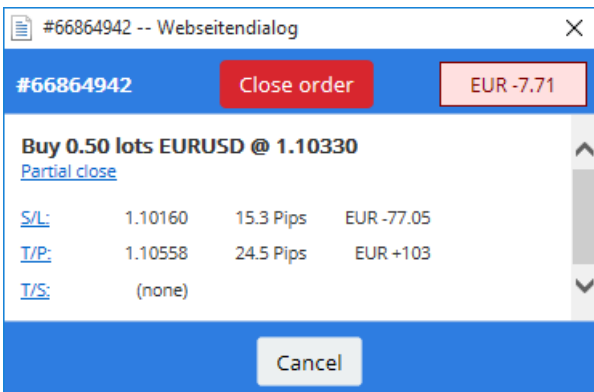 #66864942 -- Webseitendialog
#66864942 Close order EUR -7.71
Buy 0.50 lots EURUSD @ 1.10330
Partial close
S/L: 1.10160 15.3 Pips EUR -77.05
T/P: 1.10558 24.5 Pips EUR +103
T/S: (none)
Cancel